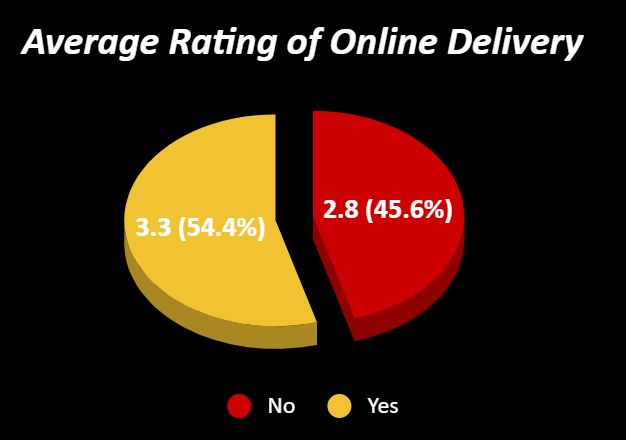 Average Rating of Online Delivery
3.3 (54.4%)
2.8 (45.6%)
No
Yes